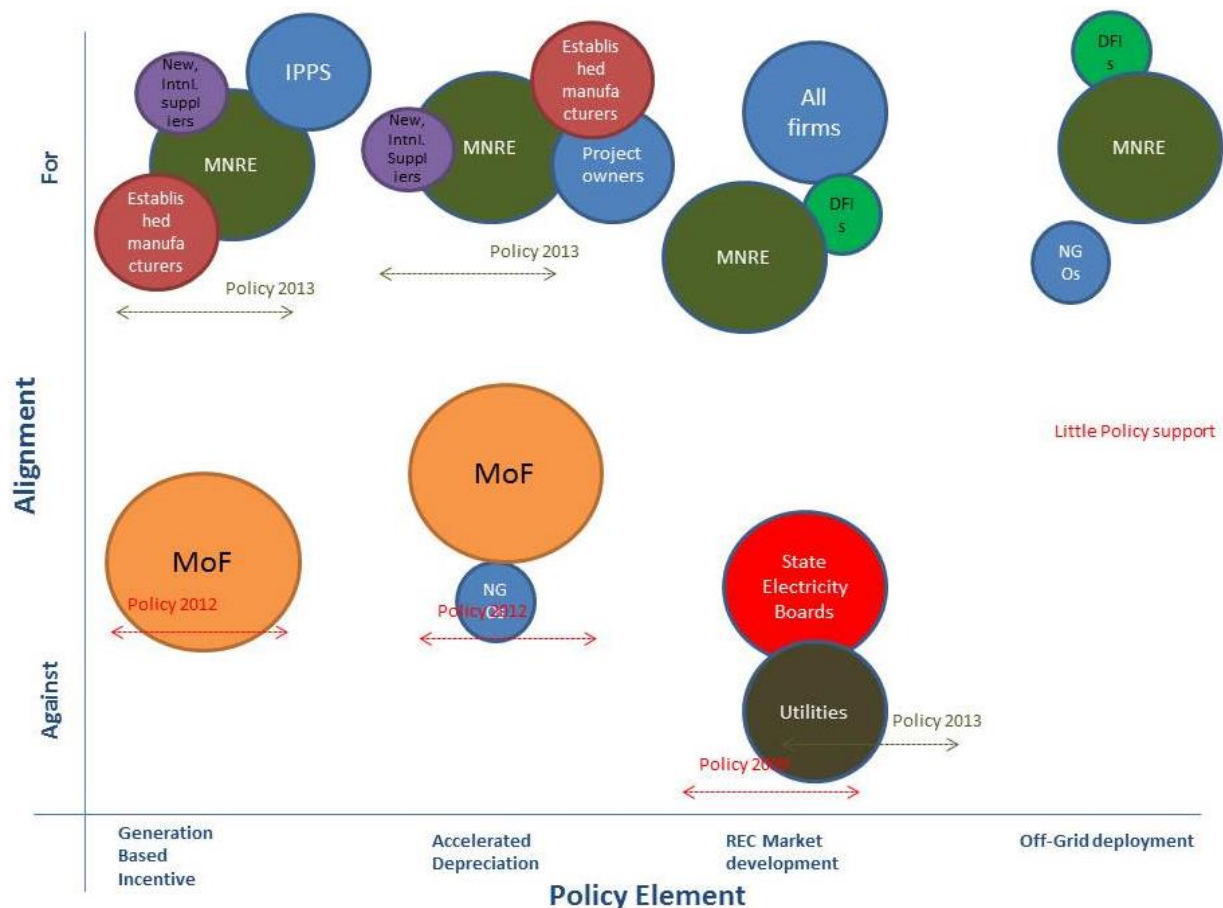 New,
Intnl.
suppl
iers
IPPS
MNRE
Establis
hed
manufa
cturers
Policy 2013
New,
Intnl.
Suppl
iers
MNRE
Establis
hed
manufa
cturers
Project
owners
Policy 2013
All
firms
DFI
s
MNRE
DFI
s
MNRE
NG
Os
For
Alignment
Against
MoF
Policy 2012
MoF
NG
Policy 2012
Little Policy support
State
Electricity
Boards
Utilities
Policy 2013
Policy
Generation
Based
Incentive
Accelerated
Depreciation
REC Market
development
Off-Grid deployment
Policy Element